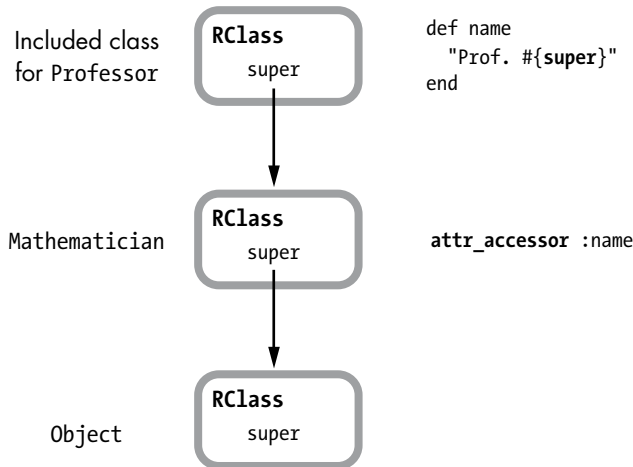 Included class
for Professor
RClass
super
def name
"Prof. #{super}"
end
Mathematician
RClass
super
attr_accessor :name
Object
RClass
super